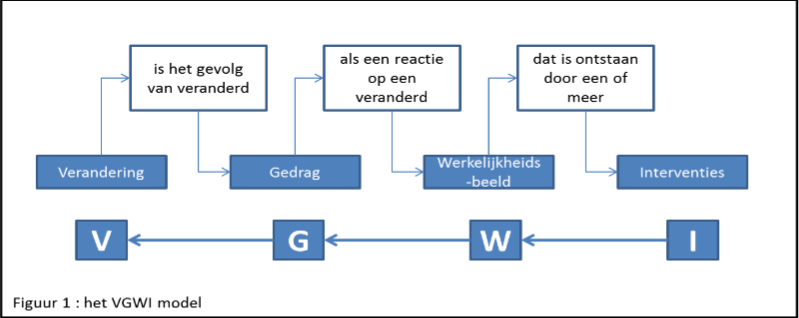 is het gevolg
van veranderd
als een reactie
op een
veranderd
dat is ontstaan
door een of
meer
Verandering
Gedrag
Werkelijkheids
-beeld
Interventies
V
G
W
I
Figuur 1 : het VGWI model